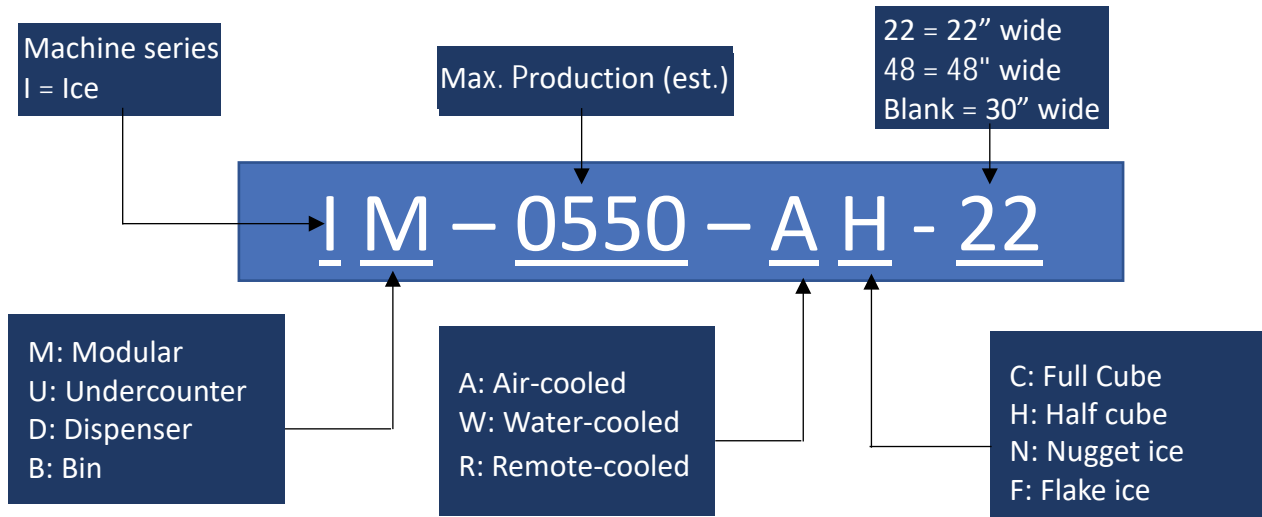 Machine series
I = Ice
Max. Production (est.)
22 = 22” wide
48 = 48" wide
Blank = 30” wide
I M – 0550 – A H - 22
M: Modular
U: Undercounter
D: Dispenser
B: Bin
A: Air-cooled
W: Water-cooled
R: Remote-cooled
C: Full Cube
H: Half cube
N: Nugget ice
F: Flake ice